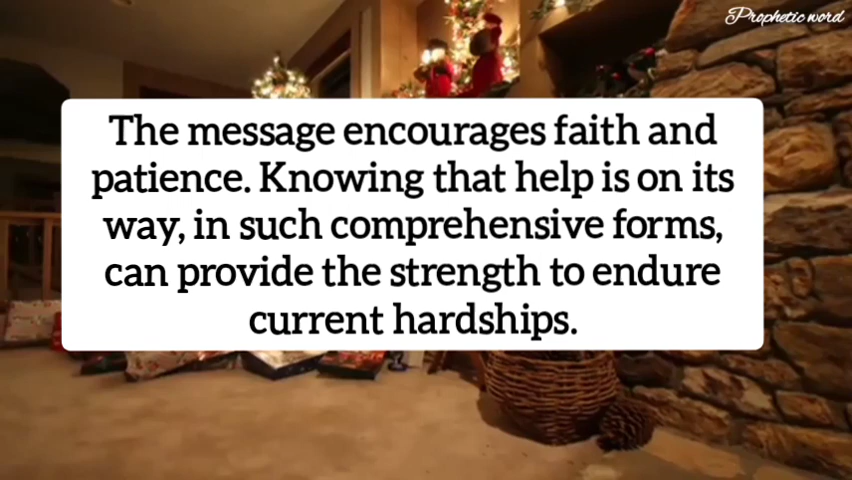 Prophetic word
The message encourages faith and
patience. Knowing that help is on its
way, in such comprehensive forms,
can provide the strength to endure
current hardships.